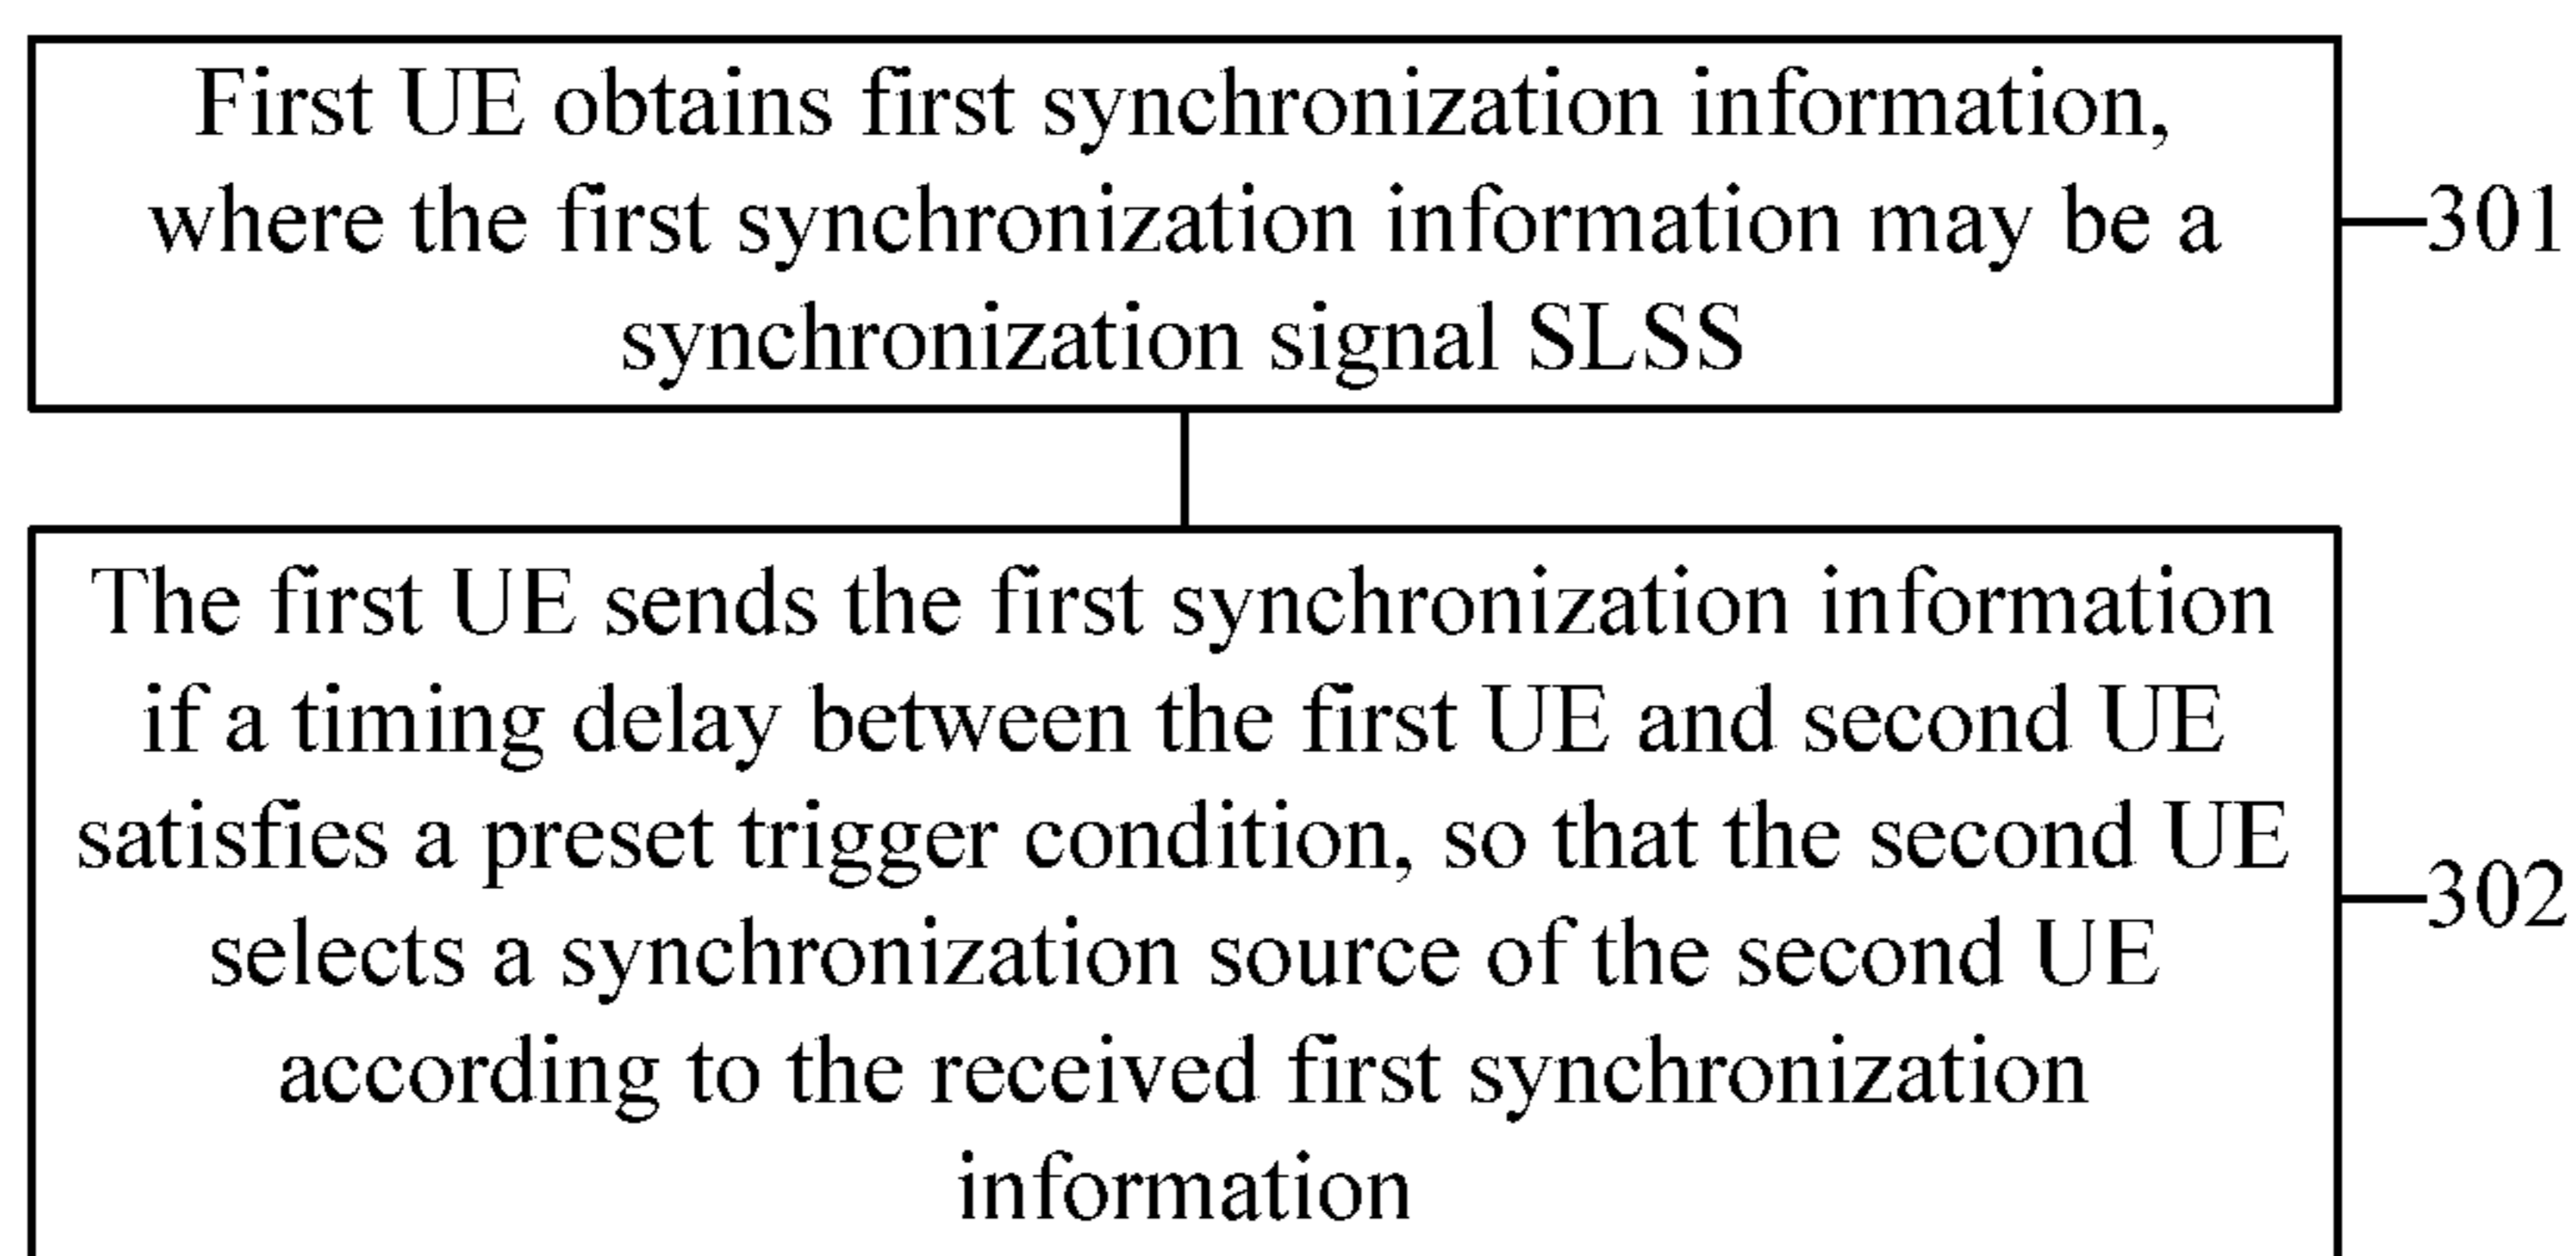 First UE obtains first synchronization information,
where the first synchronization information may be a
synchronization signal SLSS
301
The first UE sends the first synchronization information
if a timing delay between the first UE and second UE
satisfies a preset trigger condition, so that the second UE
selects a synchronization source of the second UE
according to the received first synchronization
information
302